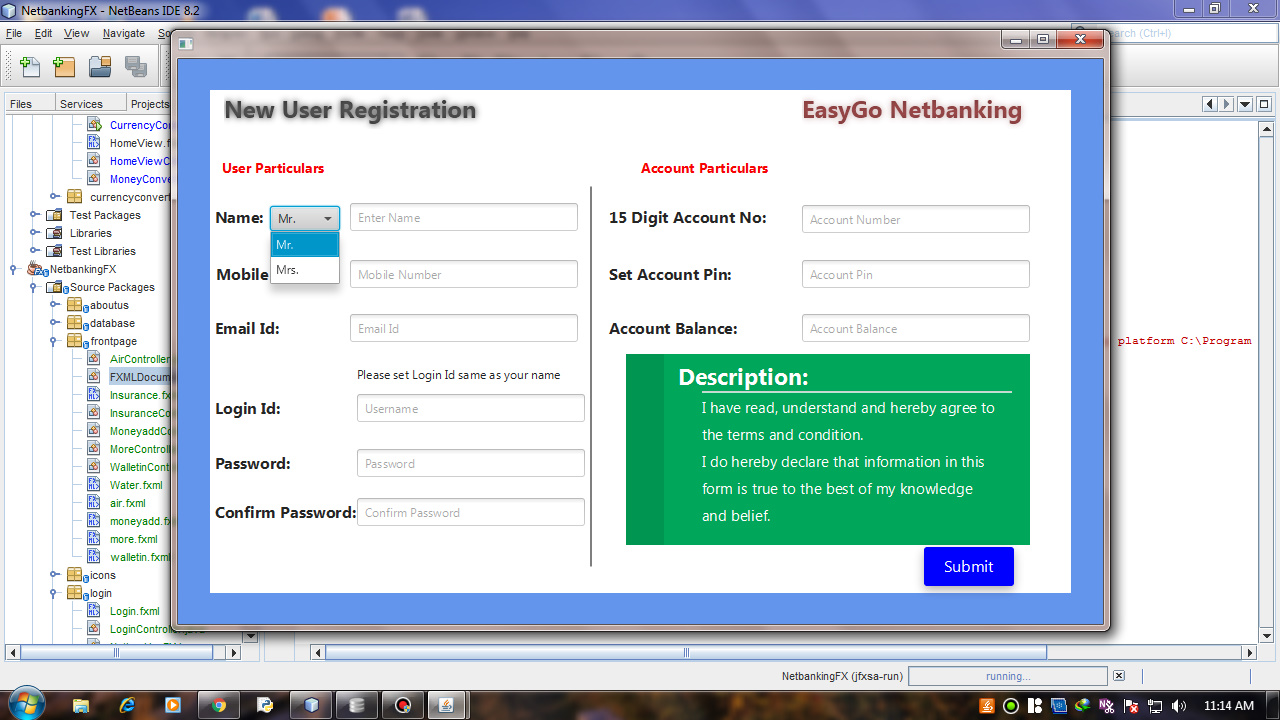 NetbankingFX - NetBeans IDE 8.2
File Edit View Navigate
Search (Ctrl+I)
Files Services Projects
New User Registration
EasyGo Netbanking
User Particulars
Account Particulars
Name: Mr. Enter Name
15 Digit Account No: Account Number
Mr.
Mrs.
Mobile Mobile Number
Set Account Pin: Account Pin
Email Id: Email Id
Account Balance: Account Balance
Please set Login Id same as your name
Login Id: Username
Password: Password
Confirm Password: Confirm Password
Description:
I have read, understand and hereby agree to
the terms and condition.
I do hereby declare that information in this
form is true to the best of my knowledge
and belief.
Submit
CurrencyCon
HomeView.f
HomeViewC
MoneyConve
currencyconvert
Test Packages
Libraries
Test Libraries
NetbankingFX
Source Packages
aboutus
database
frontpage
AirController
FXMLDocum
Insurance.fx
InsuranceCo
MoneyaddCo
MoreControll
WalletinCont
Water.fxml
air.fxml
moneyadd.fx
more.fxml
walletin.fxml
icons
login
Login.fxml
LoginController.java
platform C:\Program
NetbankingFX (jfxsa-run) running...
11:14 AM